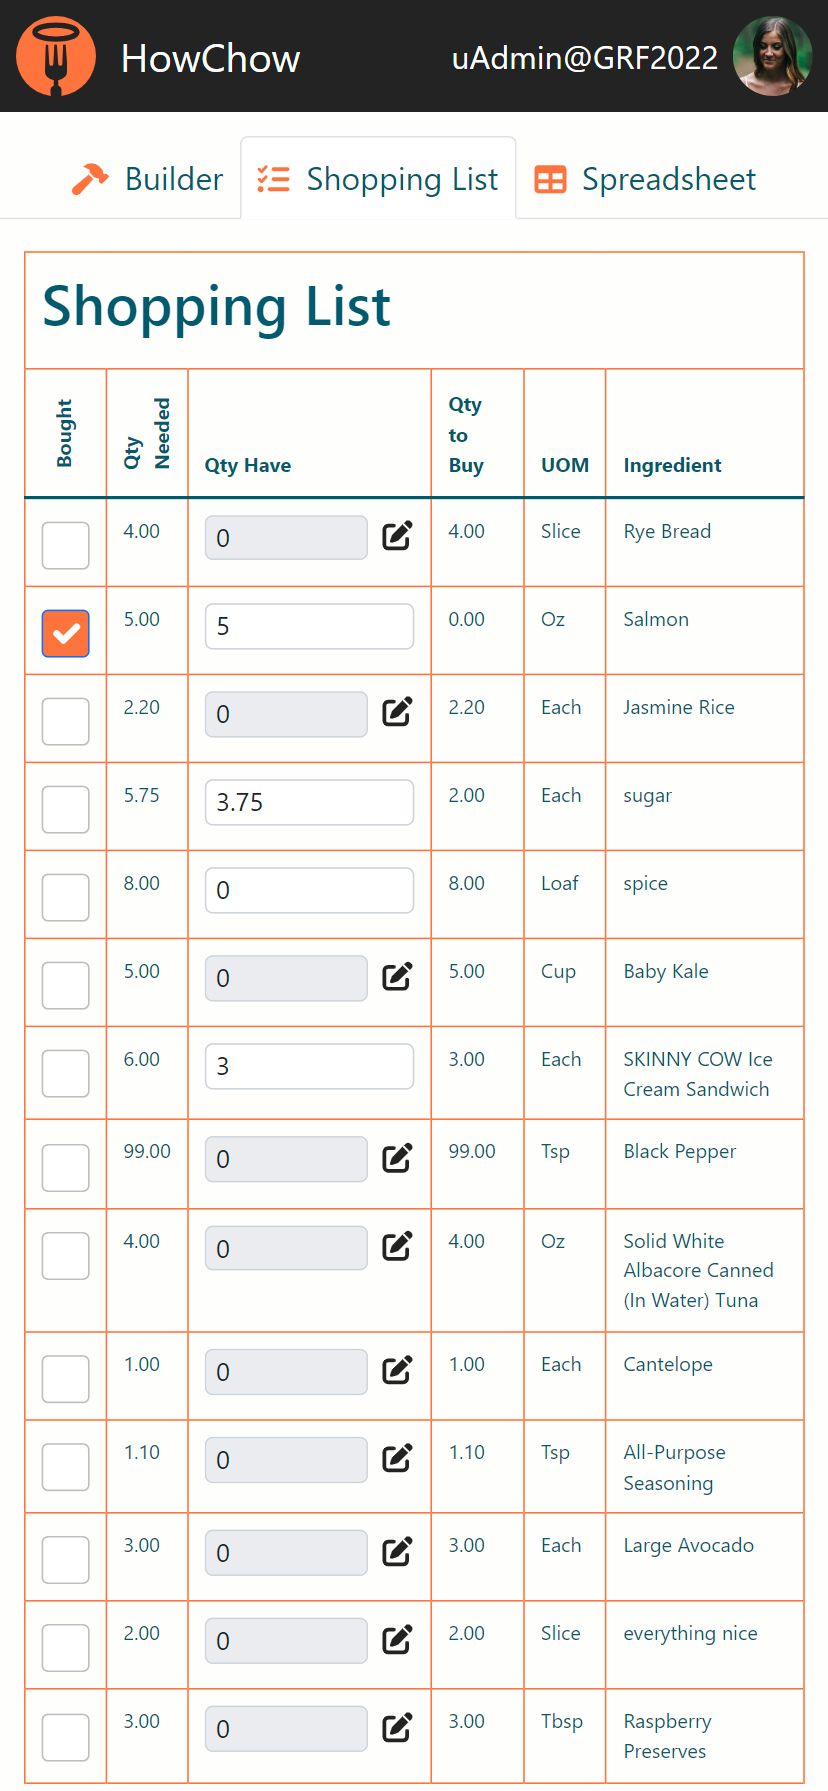 HowChow
uAdmin@GRF2022
Builder
Shopping List
Spreadsheet
Shopping List
Bought
Qty
Needed
Qty Have
Qty
to
Buy
UOM
Ingredient
4.00 0 4.00 Slice Rye Bread
5.00 5 0.00 Oz Salmon
2.20 0 2.20 Each Jasmine Rice
5.75 3.75 2.00 Each sugar
8.00 0 8.00 Loaf spice
5.00 0 5.00 Cup Baby Kale
6.00 3 3.00 Each SKINNY COW Ice
Cream Sandwich
99.00 0 99.00 Tsp Black Pepper
4.00 0 4.00 Oz Solid White
Albacore Canned
(In Water) Tuna
1.00 0 1.00 Each Cantelope
1.10 0 1.10 Tsp All-Purpose
Seasoning
3.00 0 3.00 Each Large Avocado
2.00 0 2.00 Slice everything nice
3.00 0 3.00 Tbsp Raspberry
Preserves